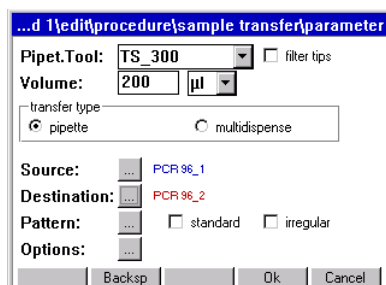 ...d 1\edit\procedure\sample transfer\parameter
Pipet.Tool: TS_300 filter tips
Volume: 200 µl
transfer type
pipette multidispense
Source: ... PCR 96_1
Destination: ... PCR 96_2
Pattern: ... standard irregular
Options: ...
Backsp Ok Cancel